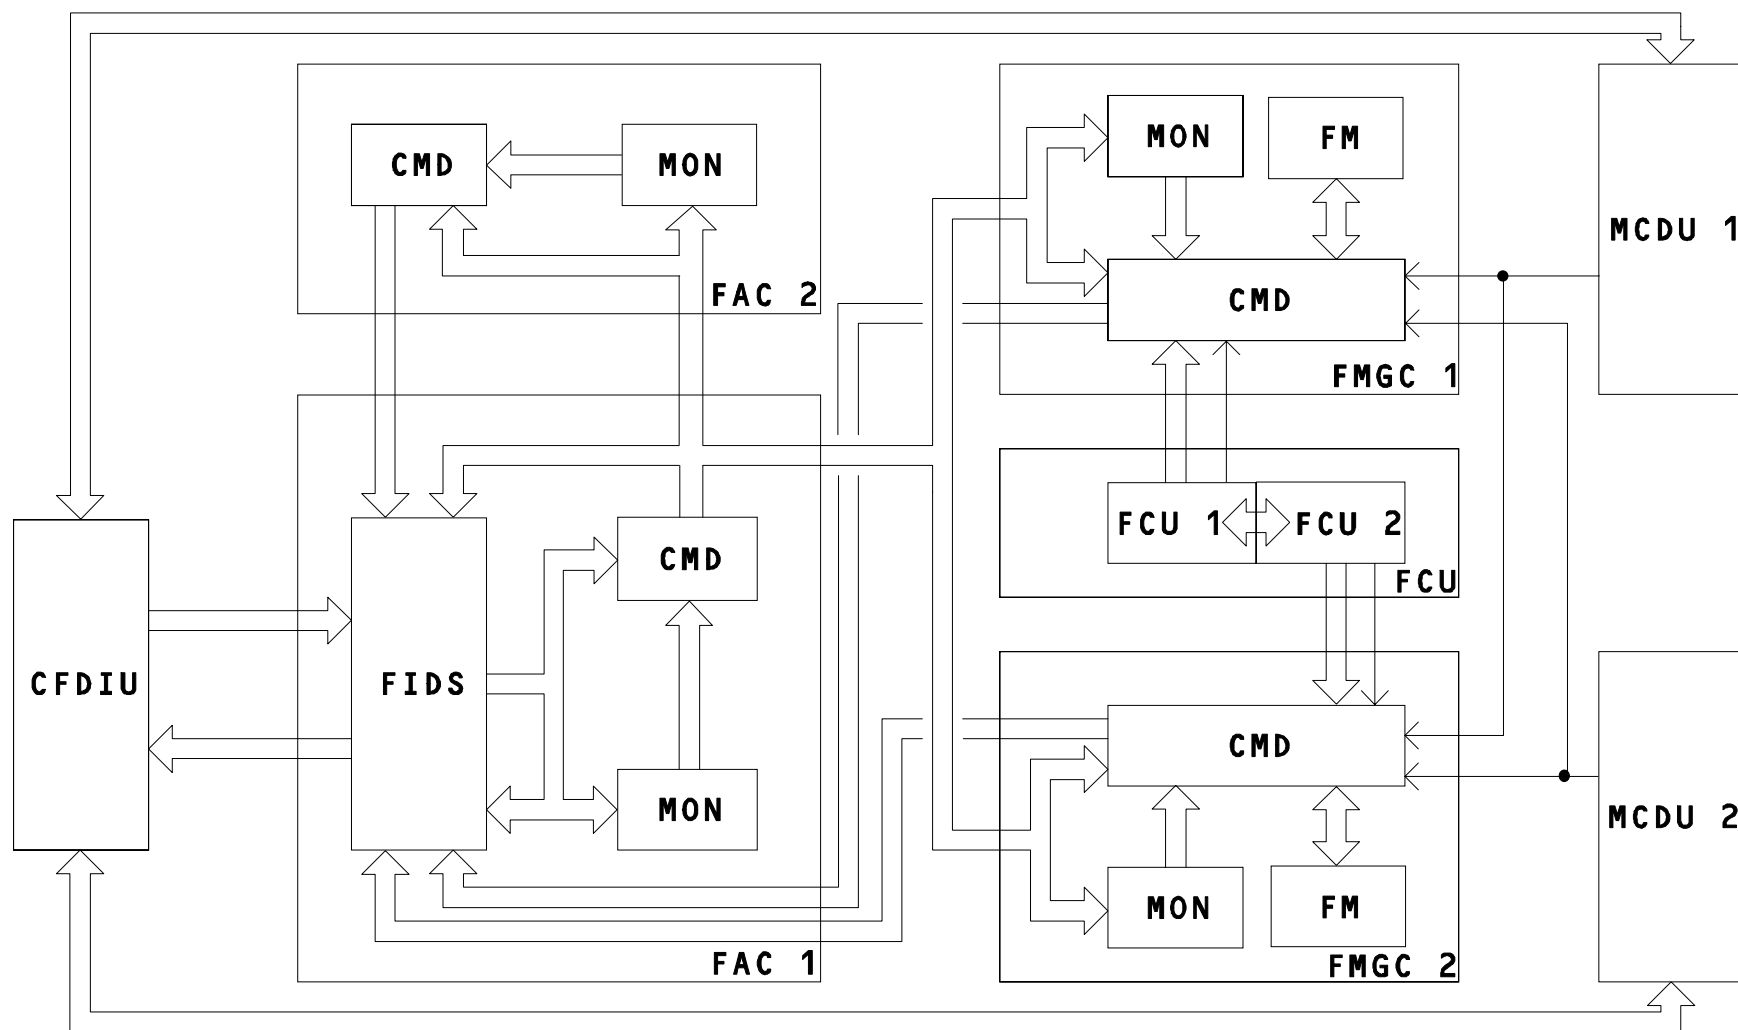 MON
FM
CMD
MON
MCDU 1
FAC 2
CMD
FMGC 1
FCU 1
FCU 2
CMD
FCU
CFDIU
FIDS
CMD
MCDU 2
MON
MON
FM
FAC 1
FMGC 2